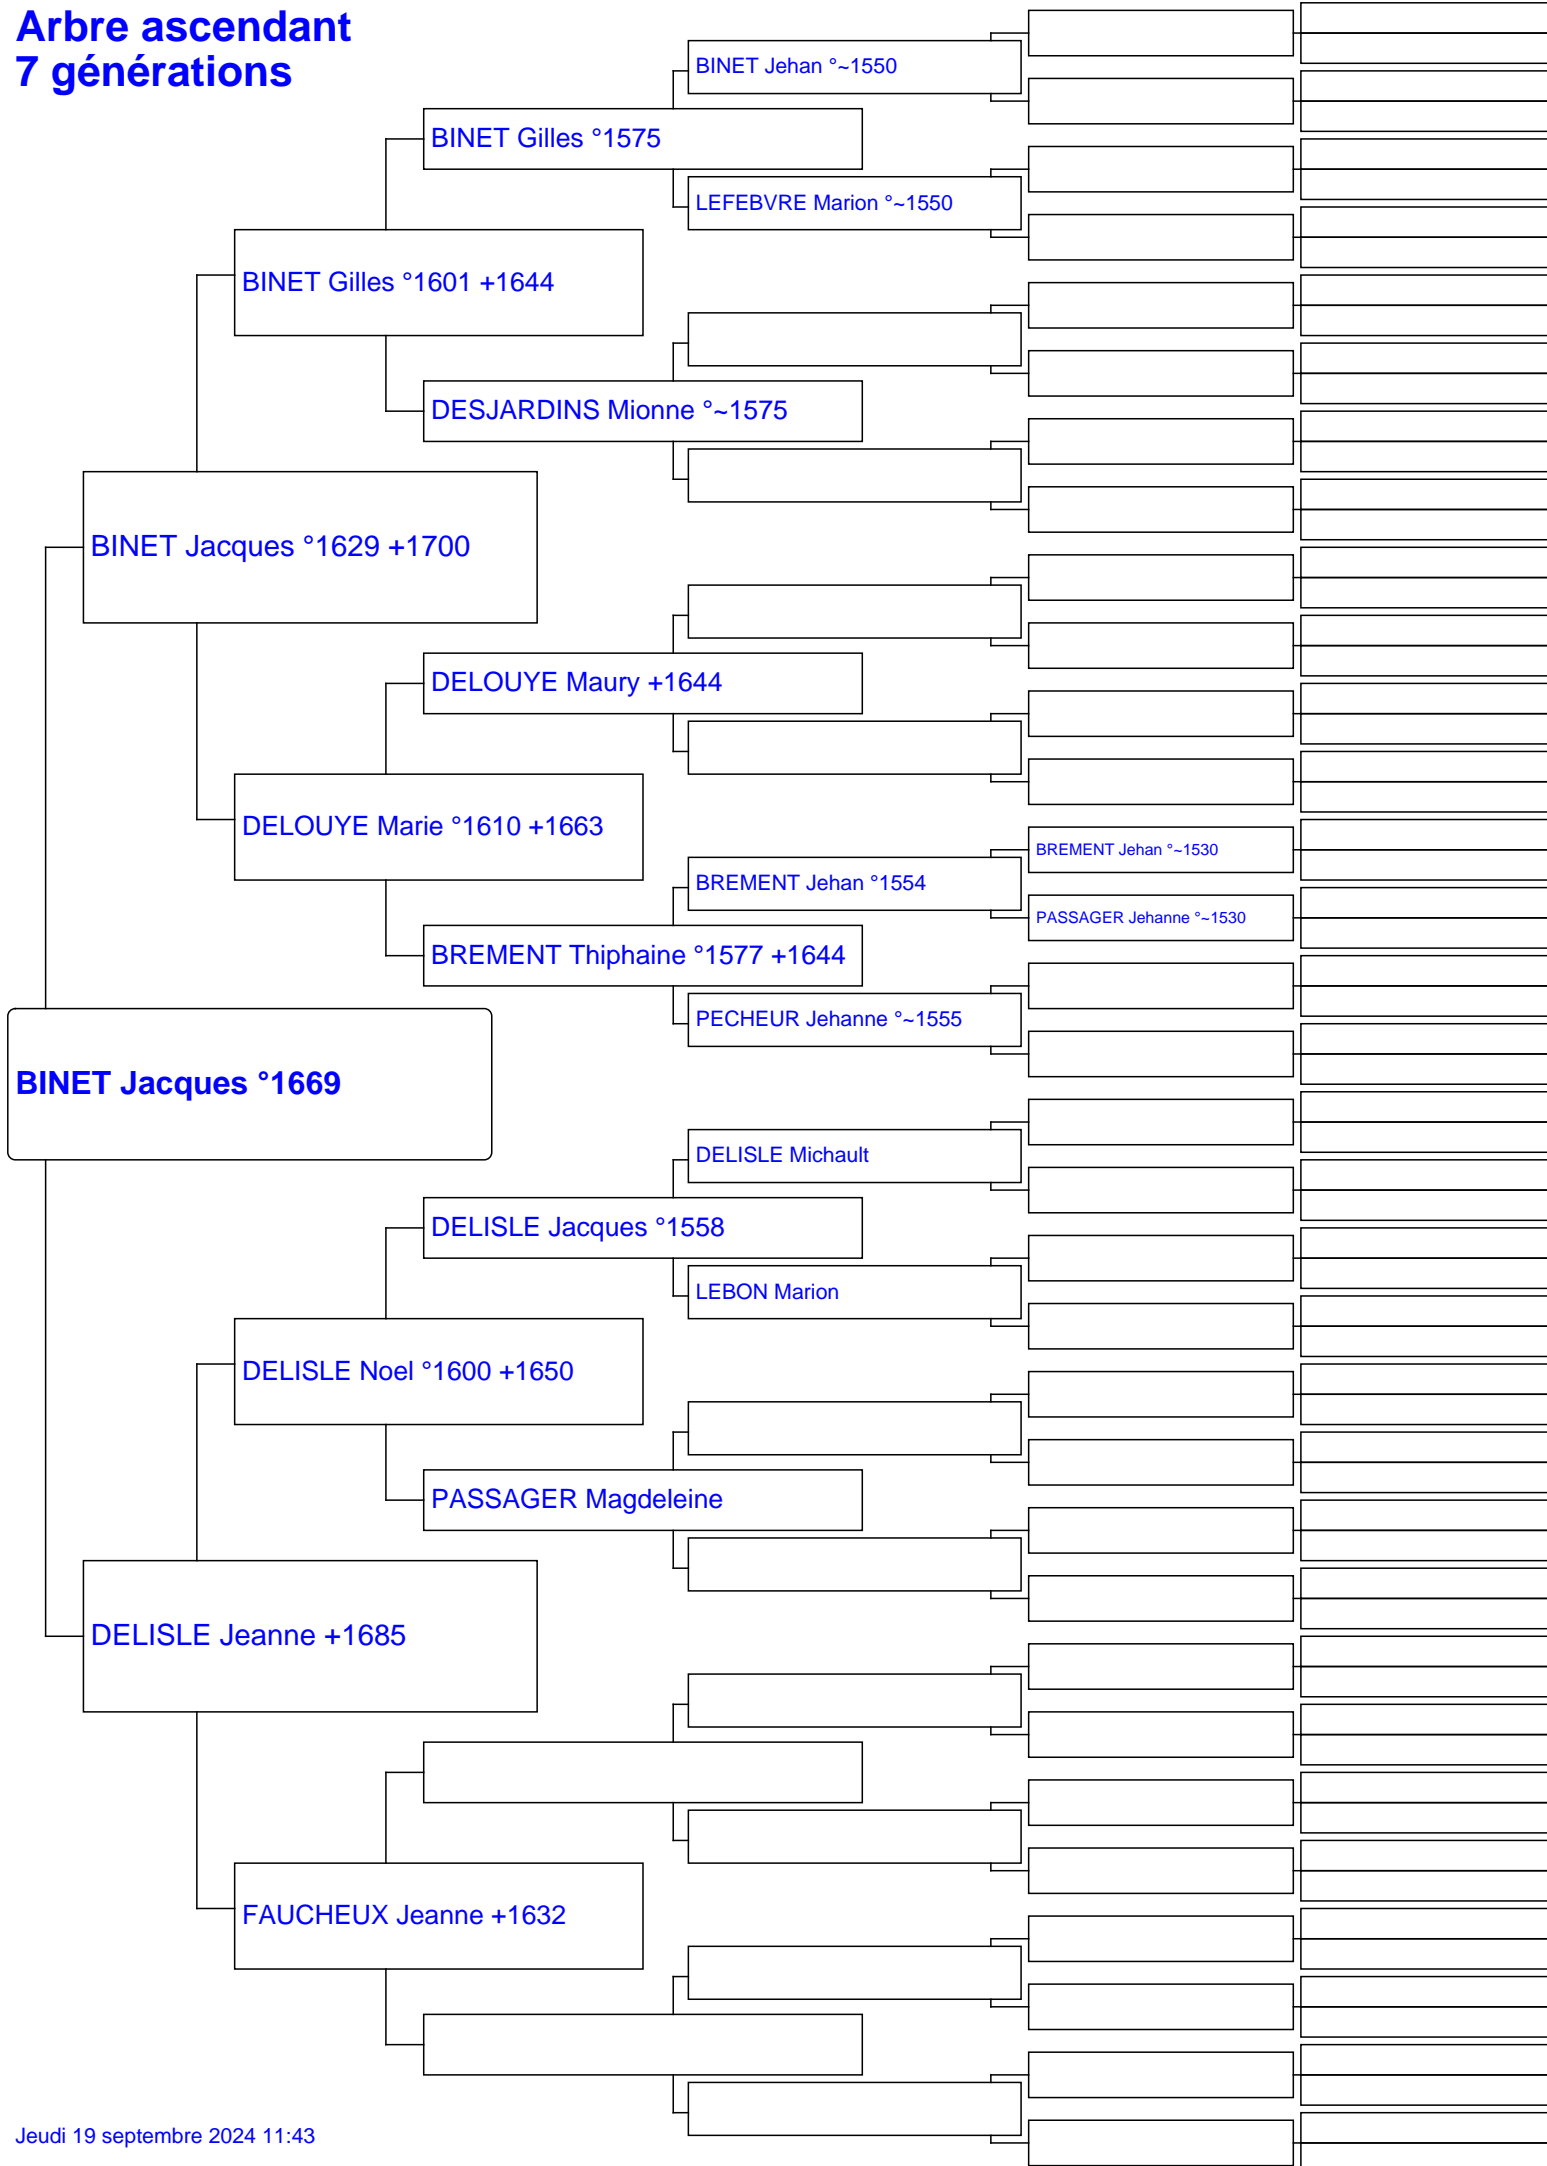 Arbre ascendant
7 générations
BINET Jehan °~1550
BINET Gilles °1575
LEFEBVRE Marion °~1550
BINET Gilles °1601 +1644
DESJARDINS Mionne °~1575
BINET Jacques °1629 +1700
DELOUYE Maury +1644
DELOUYE Marie °1610 +1663
BREMENT Jehan °~1530
BREMENT Jehan °1554
PASSAGER Jehanne °~1530
BREMENT Thiphaine °1577 +1644
PECHEUR Jehanne °~1555
BINET Jacques °1669
DELISLE Michault
DELISLE Jacques °1558
LEBON Marion
DELISLE Noel °1600 +1650
PASSAGER Magdeleine
DELISLE Jeanne +1685
FAUCHEUX Jeanne +1632
Jeudi 19 septembre 2024 11:43